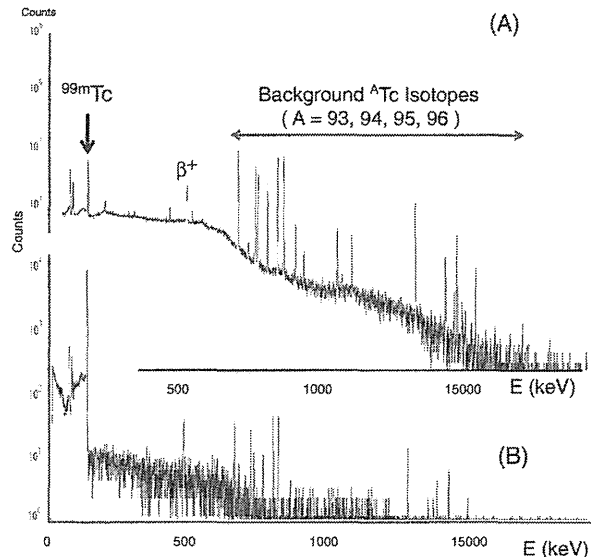 Counts
(A)
⁹⁹ᵐTc
Background ᴬTc Isotopes
( A = 93, 94, 95, 96 )
β⁺
Counts
500
1000
15000
E (keV)
(B)
0
500
1000
15000
E (keV)